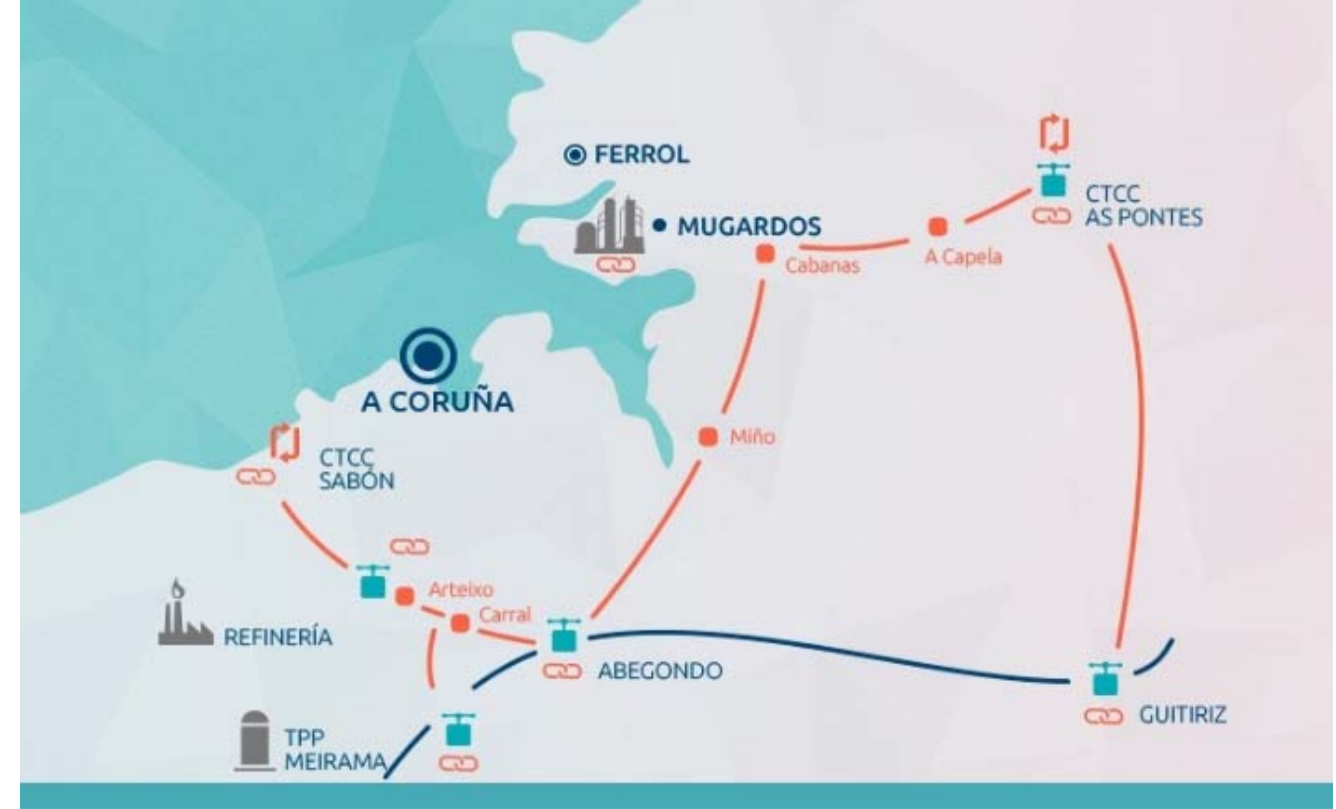 FERROL
MUGARDOS
CTCC
AS PONTES
Cabanas
A Capela
A CORUÑA
Miño
CTCC
SABÓN
Arteixo
Carral
REFINERÍA
ABEGONDO
GUITIRIZ
TPP
MEIRAMA